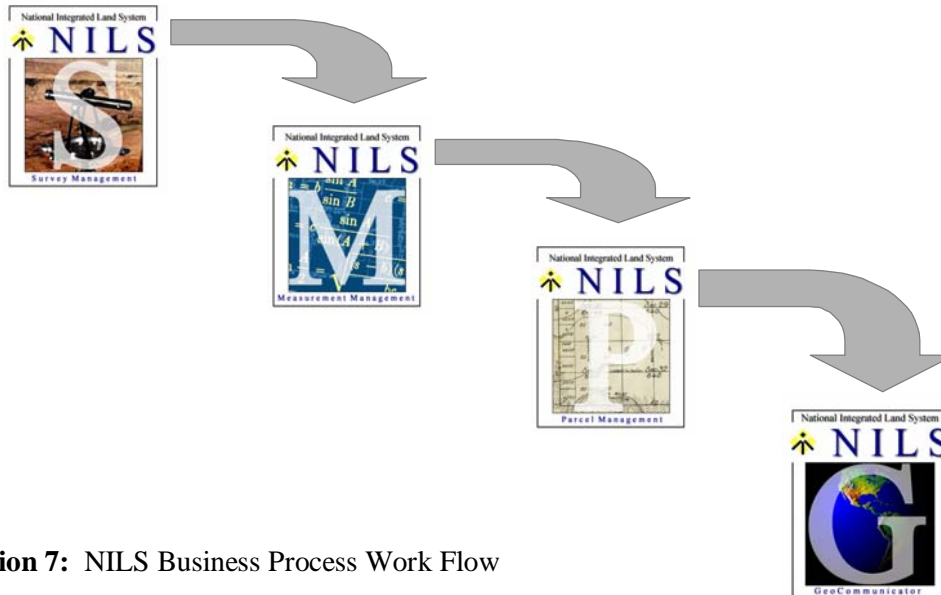 National Integrated Land System
NILS
S
Survey Management
National Integrated Land System
NILS
M
Measurement Management
National Integrated Land System
NILS
P
Parcel Management
National Integrated Land System
NILS
G
GeoCommunicator
ion 7: NILS Business Process Work Flow